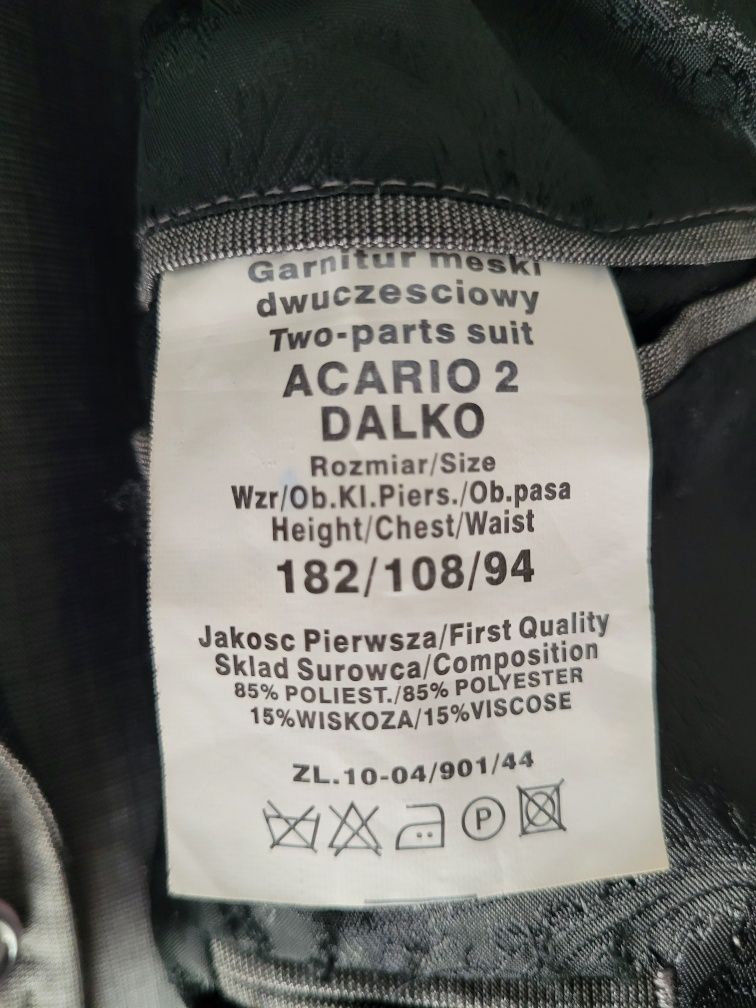 Garnitur meski
dwuczesciowy
Two-parts suit
ACARIO 2
DALKO
Rozmiar/Size
Wzr/Ob.Kl.Piers./Ob.pasa
Height/Chest/Waist
182/108/94
Jakosc Pierwsza/First Quality
Sklad Surowca/Composition
85% POLIEST./85% POLYESTER
15%WISKOZA/15%VISCOSE
ZL.10-04/901/44
P